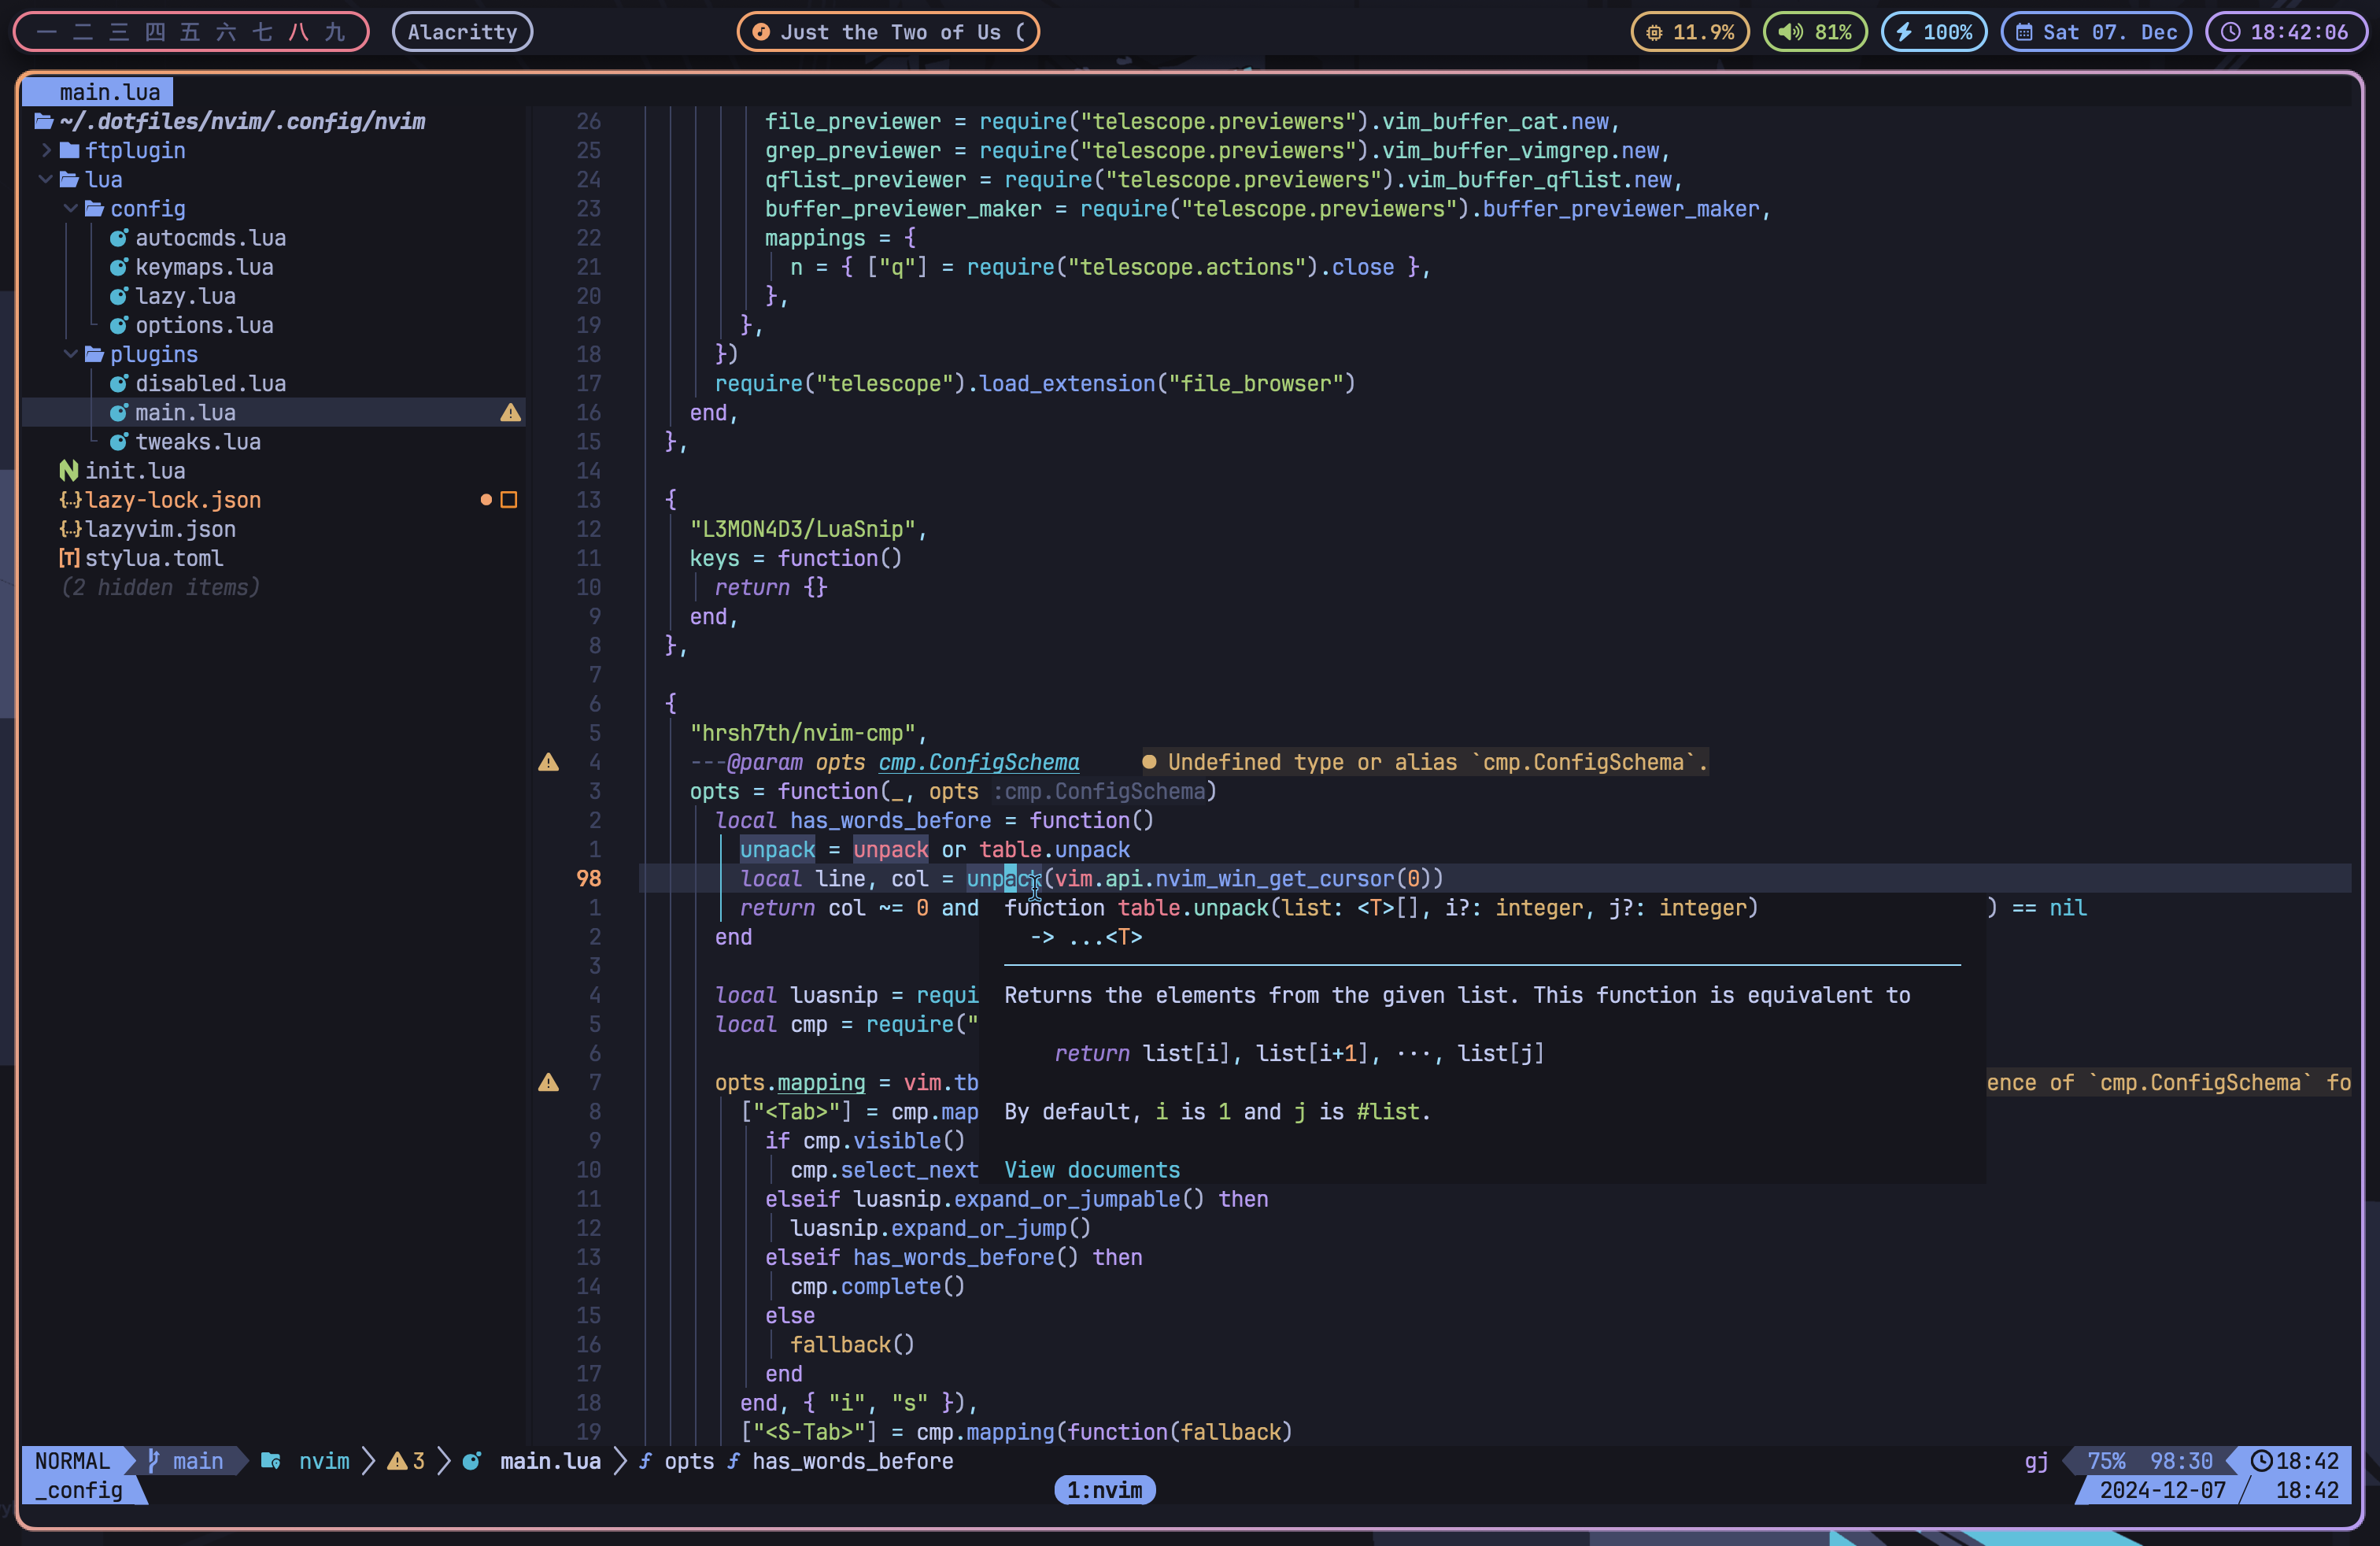 一 二 三 四 五 六 七 八 九
Alacritty
Just the Two of Us (
11.9%
81%
100%
Sat 07. Dec
18:42:06
main.lua
~/.dotfiles/nvim/.config/nvim
ftplugin
lua
config
autocmds.lua
keymaps.lua
lazy.lua
options.lua
plugins
disabled.lua
main.lua
tweaks.lua
init.lua
{..}lazy-lock.json
{..}lazyvim.json
[T]stylua.toml
(2 hidden items)
26 file_previewer = require("telescope.previewers").vim_buffer_cat.new,
25 grep_previewer = require("telescope.previewers").vim_buffer_vimgrep.new,
24 qflist_previewer = require("telescope.previewers").vim_buffer_qflist.new,
23 buffer_previewer_maker = require("telescope.previewers").buffer_previewer_maker,
22 mappings = {
21 n = { ["q"] = require("telescope.actions").close },
20 },
19 },
18 })
17 require("telescope").load_extension("file_browser")
16 end,
15 },
14
13 {
12 "L3MON4D3/LuaSnip",
11 keys = function()
10 return {}
9 end,
8 },
7
6 {
5 "hrsh7th/nvim-cmp",
4 ---@param opts cmp.ConfigSchema ● Undefined type or alias `cmp.ConfigSchema`.
3 opts = function(_, opts :cmp.ConfigSchema)
2 local has_words_before = function()
1 unpack = unpack or table.unpack
98 local line, col = unpack(vim.api.nvim_win_get_cursor(0))
1 return col ~= 0 and function table.unpack(list: <T>[], i?: integer, j?: integer) ) == nil
2 end -> ...<T>
3
4 local luasnip = requi Returns the elements from the given list. This function is equivalent to
5 local cmp = require("
6 return list[i], list[i+1], ···, list[j]
7 opts.mapping = vim.tb ence of `cmp.ConfigSchema` fo
8 ["<Tab>"] = cmp.map By default, i is 1 and j is #list.
9 if cmp.visible()
10 cmp.select_next View documents
11 elseif luasnip.expand_or_jumpable() then
12 luasnip.expand_or_jump()
13 elseif has_words_before() then
14 cmp.complete()
15 else
16 fallback()
17 end
18 end, { "i", "s" }),
19 ["<S-Tab>"] = cmp.mapping(function(fallback)
NORMAL main nvim 3 main.lua f opts f has_words_before gj 75% 98:30 18:42
_config 1:nvim 2024-12-07 18:42